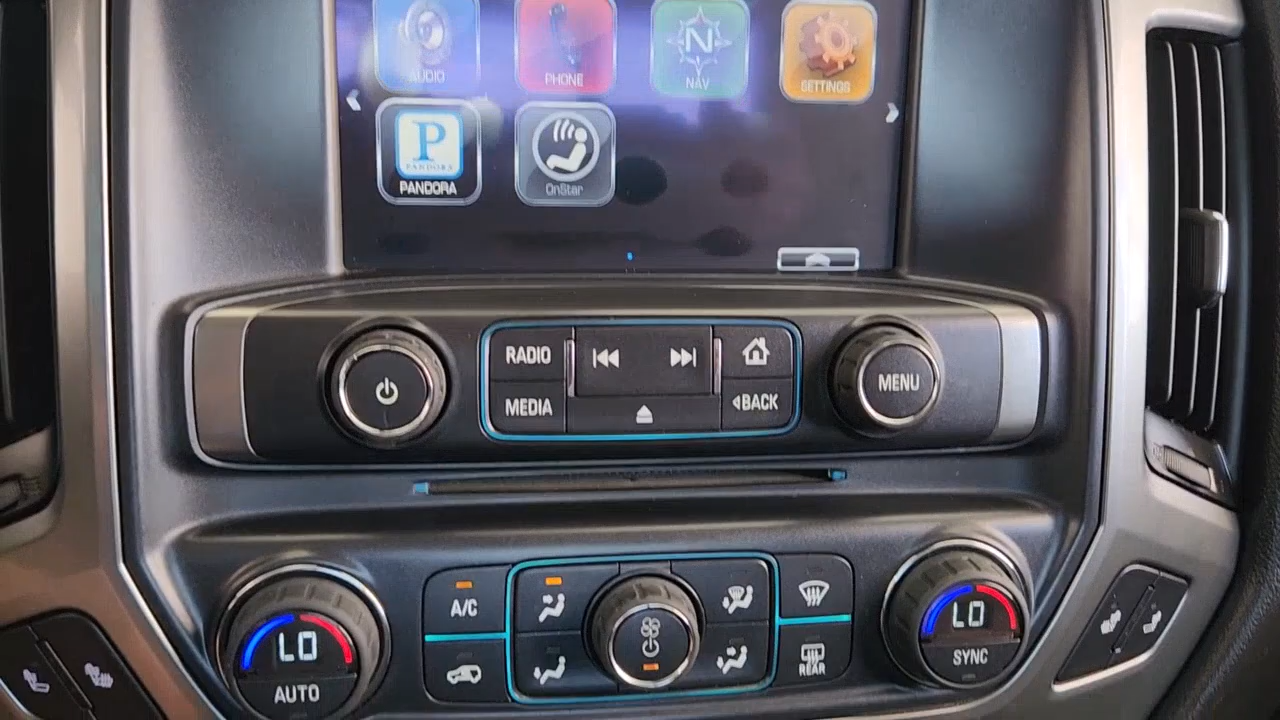 AUDIO
PHONE
N
NAV
SETTINGS
P
PANDORA
PANDORA
OnStar
RADIO
MEDIA
BACK
MENU
LO
AUTO
A/C
REAR
LO
SYNC